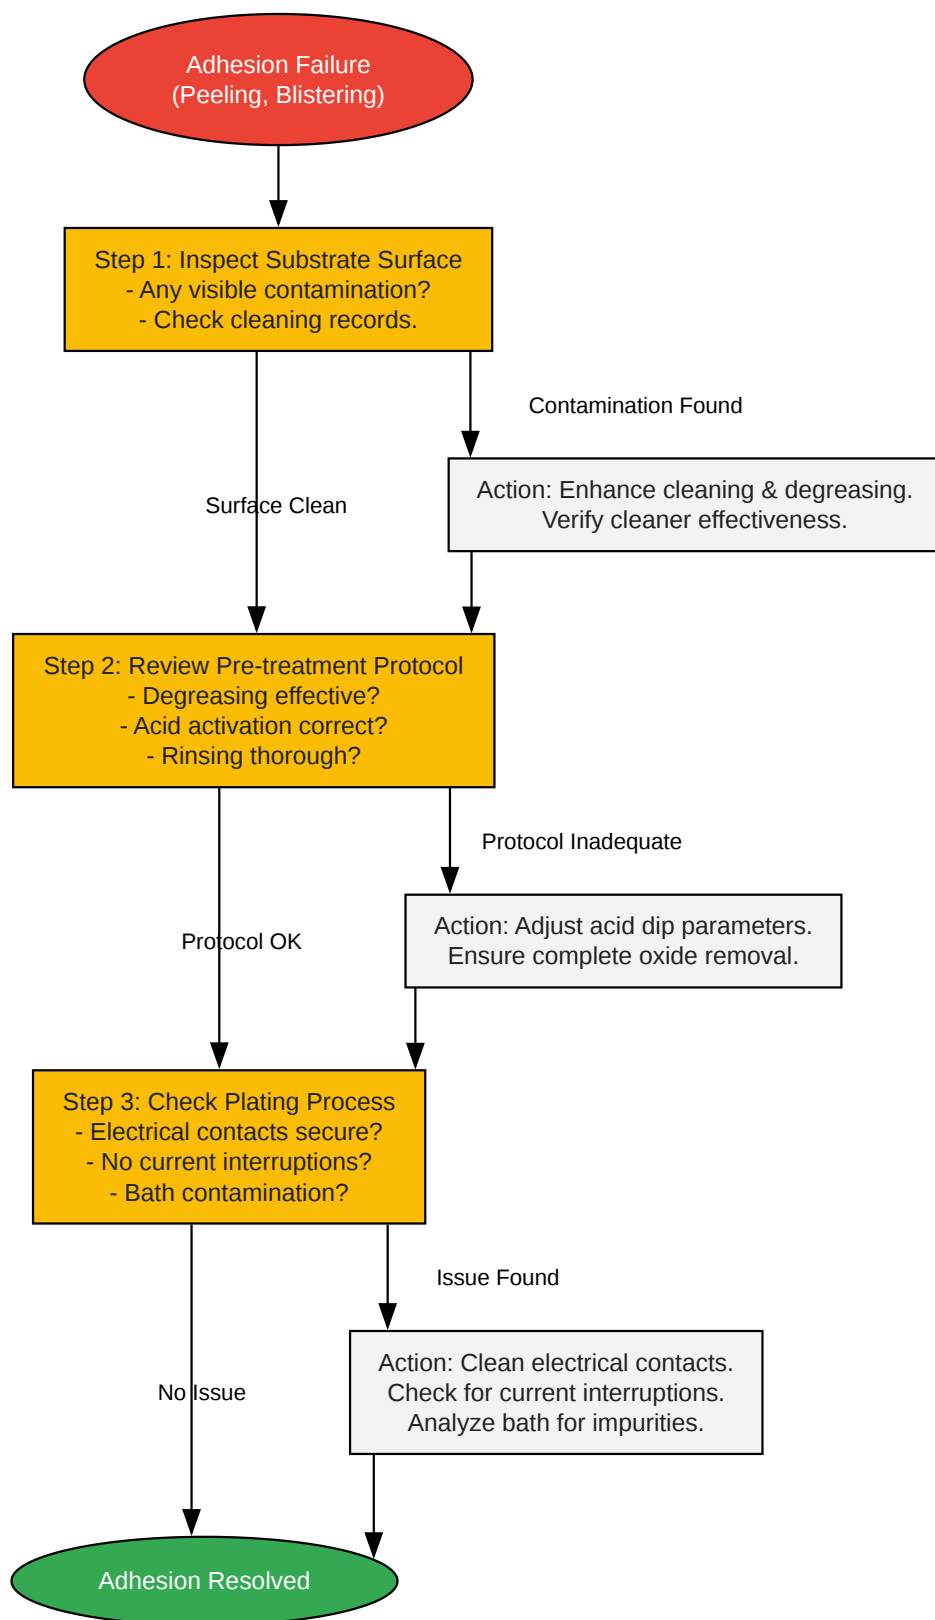 Adhesion Failure
(Peeling, Blistering)
Step 1: Inspect Substrate Surface
- Any visible contamination?
- Check cleaning records.
Contamination Found
Action: Enhance cleaning & degreasing.
Verify cleaner effectiveness.
Surface Clean
Step 2: Review Pre-treatment Protocol
- Degreasing effective?
- Acid activation correct?
- Rinsing thorough?
Protocol Inadequate
Action: Adjust acid dip parameters.
Ensure complete oxide removal.
Protocol OK
Step 3: Check Plating Process
- Electrical contacts secure?
- No current interruptions?
- Bath contamination?
Issue Found
Action: Clean electrical contacts.
Check for current interruptions.
Analyze bath for impurities.
No Issue
Adhesion Resolved